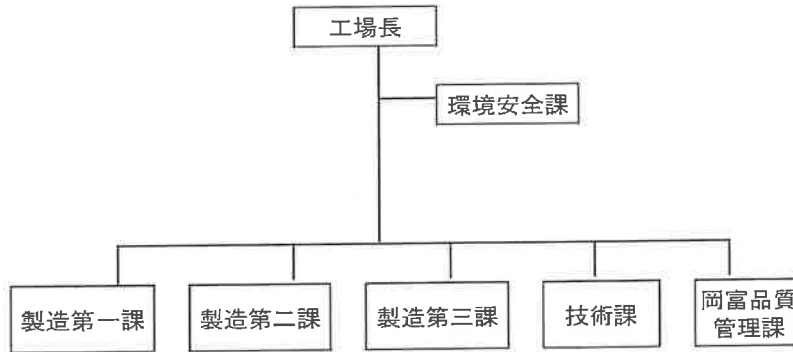 工場長
環境安全課
製造第一課
製造第二課
製造第三課
技術課
岡富品質
管理課